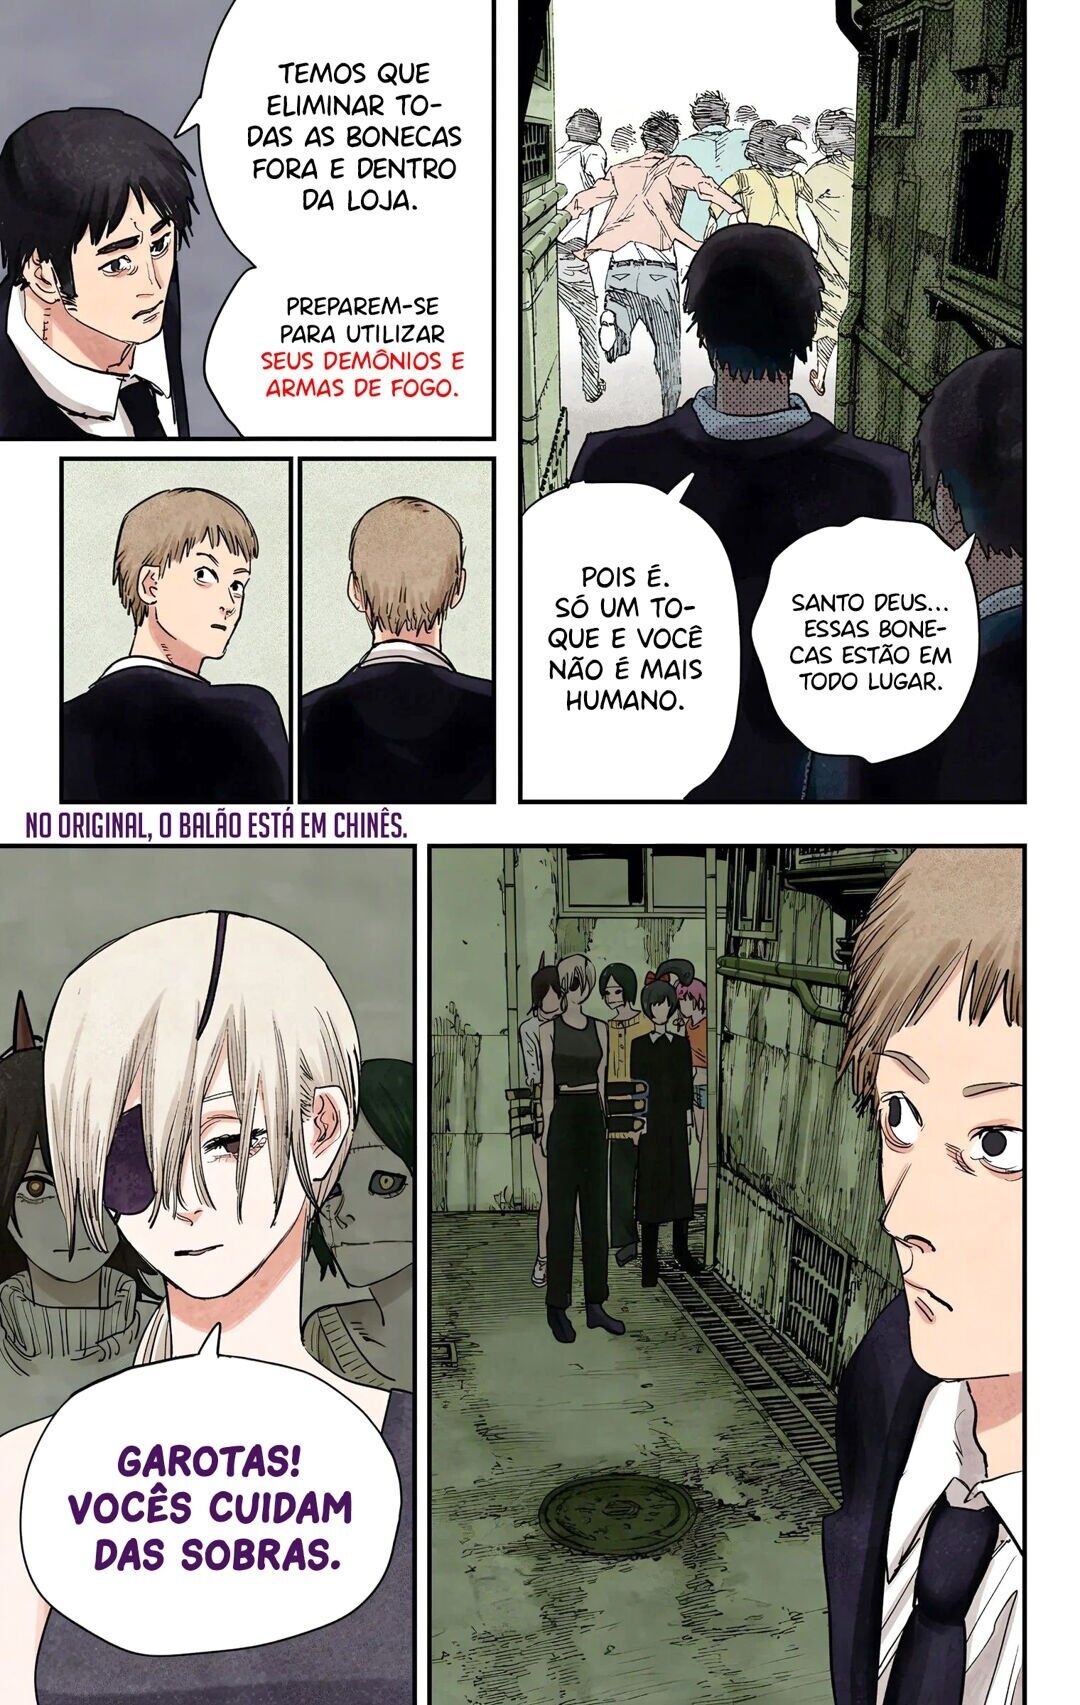 SANTO DEUS...
ESSAS BONE-
CAS ESTÃO EM
TODO LUGAR.
POIS É.
SÓ UM TO-
QUE E VOCÊ
NÃO É MAIS
HUMANO.
TEMOS QUE
ELIMINAR TO-
DAS AS BONECAS
FORA E DENTRO
DA LOJA.
PREPAREM-SE
PARA UTILIZAR
SEUS DEMÔNIOS E
ARMAS DE FOGO.
NO ORIGINAL, O BALÃO ESTÁ EM CHINÊS.
GAROTAS!
VOCÊS CUIDAM
DAS SOBRAS.